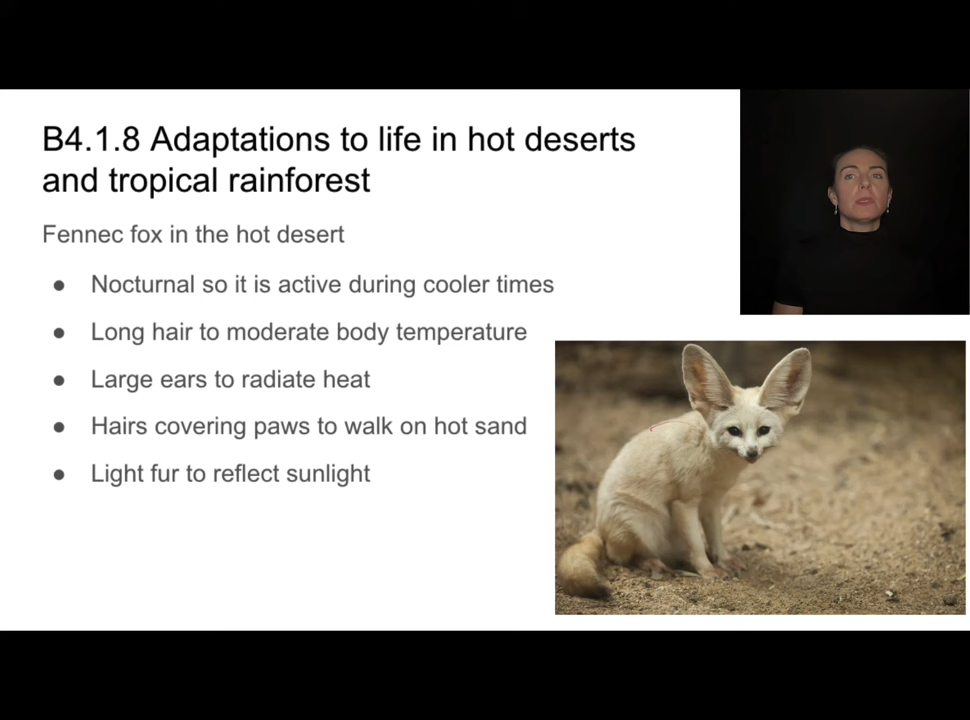 B4.1.8 Adaptations to life in hot deserts
and tropical rainforest
Fennec fox in the hot desert
● Nocturnal so it is active during cooler times
● Long hair to moderate body temperature
● Large ears to radiate heat
● Hairs covering paws to walk on hot sand
● Light fur to reflect sunlight